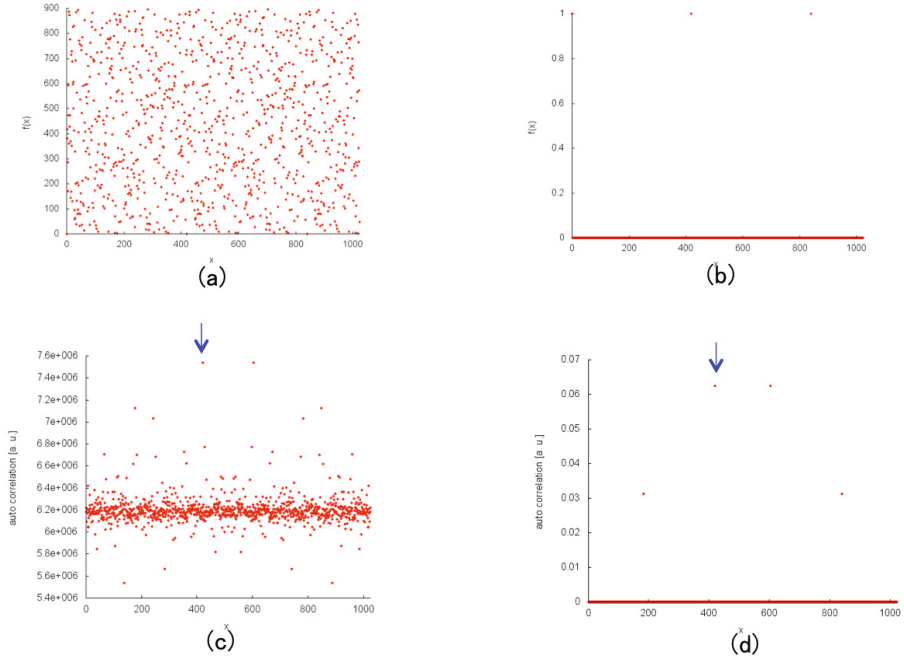 900
800
700
600
500
400
300
200
100
0
f(x)
0 200 400 600 800 1000
x
(a)
1
0.8
0.6
0.4
0.2
0
f(x)
0 200 400 600 800 1000
x
(b)
7.6e+006
7.4e+006
7.2e+006
7e+006
6.8e+006
6.6e+006
6.4e+006
6.2e+006
6e+006
5.8e+006
5.6e+006
5.4e+006
auto correlation [a. u.]
0 200 400 600 800 1000
x
(c)
0.07
0.06
0.05
0.04
0.03
0.02
0.01
0
auto correlation [a. u.]
0 200 400 600 800 1000
x
(d)